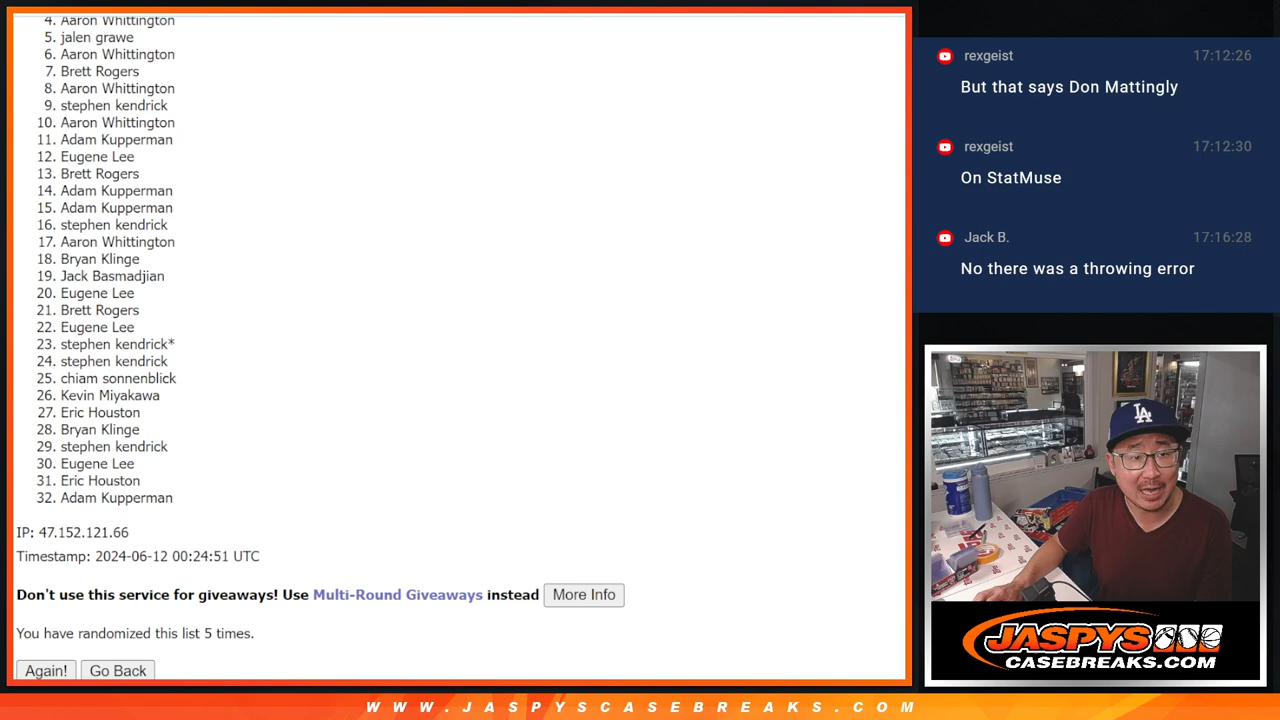 4. Aaron Whittington
5. jalen grawe
6. Aaron Whittington
7. Brett Rogers
8. Aaron Whittington
9. stephen kendrick
10. Aaron Whittington
11. Adam Kupperman
12. Eugene Lee
13. Brett Rogers
14. Adam Kupperman
15. Adam Kupperman
16. stephen kendrick
17. Aaron Whittington
18. Bryan Klinge
19. Jack Basmadjian
20. Eugene Lee
21. Brett Rogers
22. Eugene Lee
23. stephen kendrick*
24. stephen kendrick
25. chiam sonnenblick
26. Kevin Miyakawa
27. Eric Houston
28. Bryan Klinge
29. stephen kendrick
30. Eugene Lee
31. Eric Houston
32. Adam Kupperman
IP: 47.152.121.66
Timestamp: 2024-06-12 00:24:51 UTC
Don't use this service for giveaways! Use Multi-Round Giveaways instead More Info
You have randomized this list 5 times.
Again! Go Back
rexgeist 17:12:26
But that says Don Mattingly
rexgeist 17:12:30
On StatMuse
Jack B. 17:16:28
No there was a throwing error
LA
JASPYS
CASEBREAKS.COM
WWW.JASPYSCASEBREAKS.COM